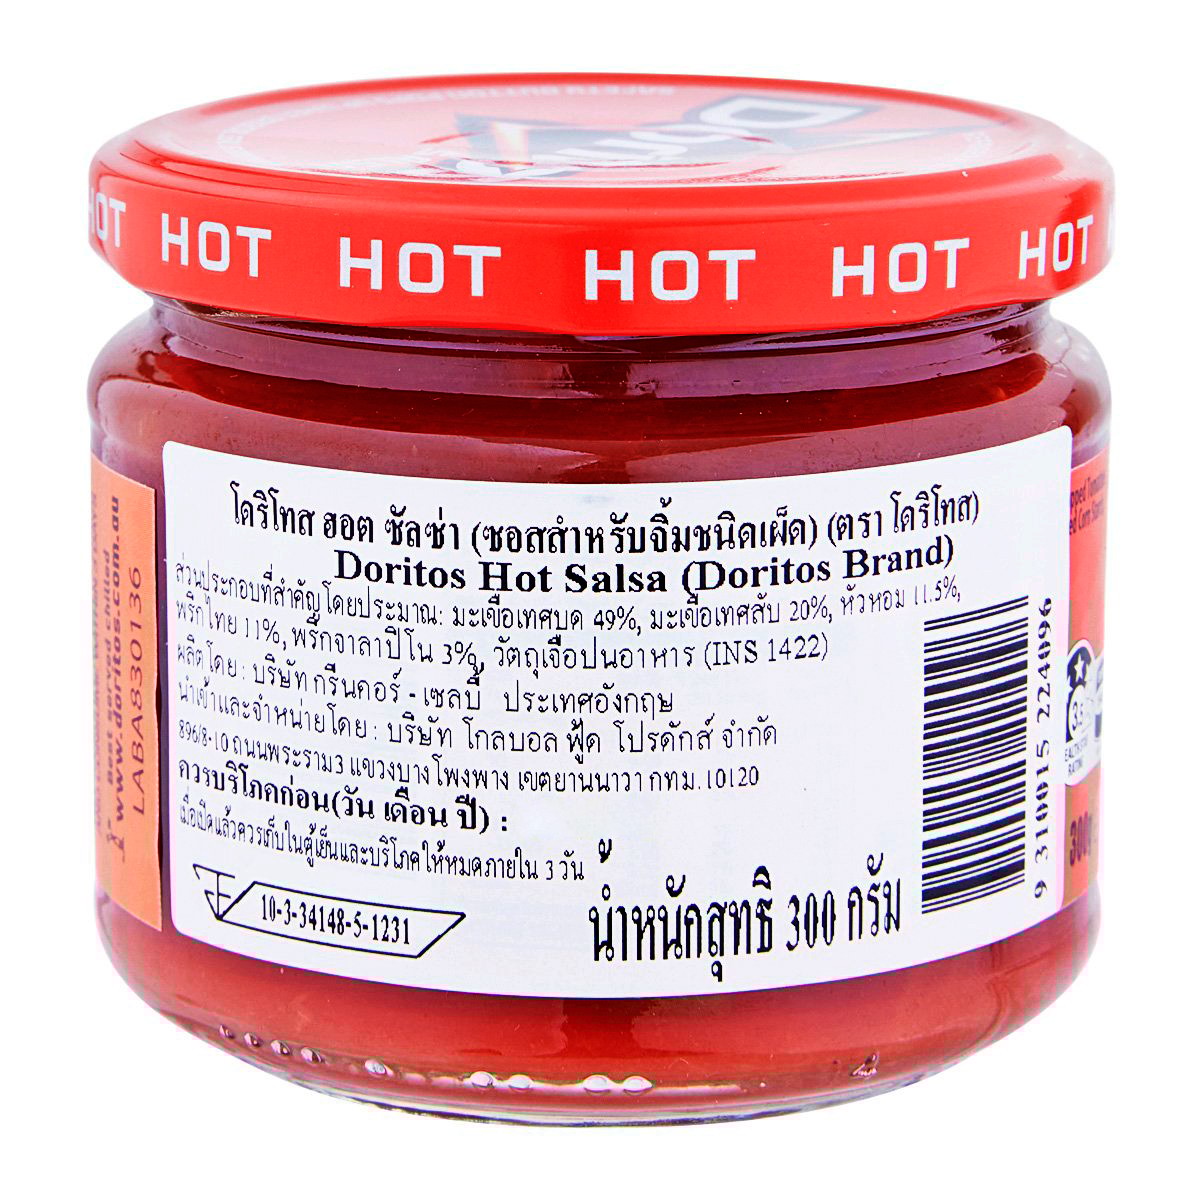 Doritos
HOT HOT HOT HOT HOT HOT
โดริโทส ฮอต ซัลซ่า (ซอสสำหรับจิ้มชนิดเผ็ด) (ตรา โดริโทส)
Doritos Hot Salsa (Doritos Brand)
ส่วนประกอบที่สำคัญโดยประมาณ: มะเขือเทศบด 49%, มะเขือเทศสับ 20%, หัวหอม 11.5%,
พริกไทย 11%, พริกจาลาปิโน 3%, วัตถุเจือปนอาหาร (INS 1422)
ผลิตโดย : บริษัท กรีนคอร์ - เซลบี้ ประเทศอังกฤษ
นำเข้าและจำหน่ายโดย : บริษัท โกลบอล ฟู้ด โปรดักส์ จำกัด
896/8-10 ถนนพระราม3 แขวงบางโพงพาง เขตยานนาวา กทม. 10120
ควรบริโภคก่อน(วัน เดือน ปี) :
เมื่อเปิดแล้วควรเก็บในตู้เย็นและบริโภคให้หมดภายใน 3 วัน
10-3-34148-5-1231
น้ำหนักสุทธิ 300 กรัม
9 310015 224096
best served chilled
www.doritos.com.au
LABA830136
300g